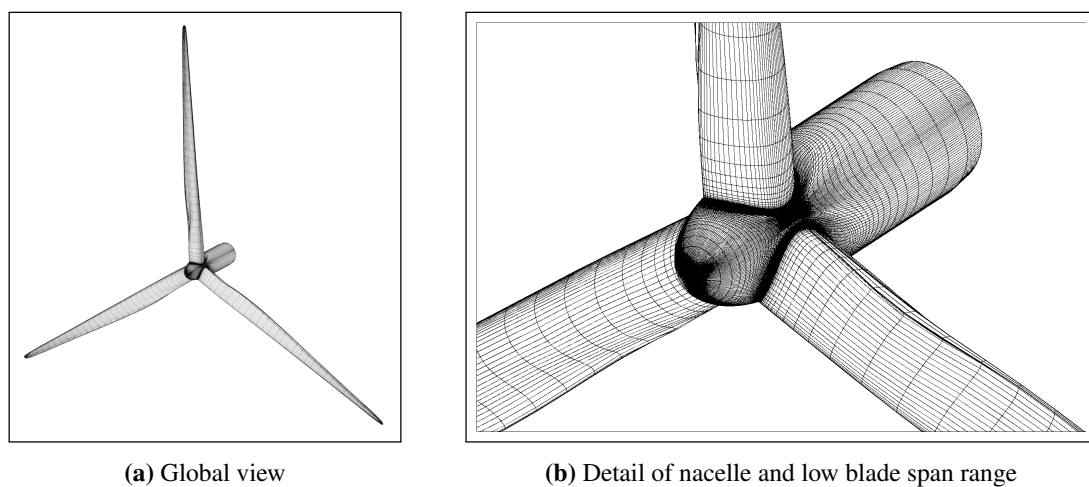 (a) Global view
(b) Detail of nacelle and low blade span range